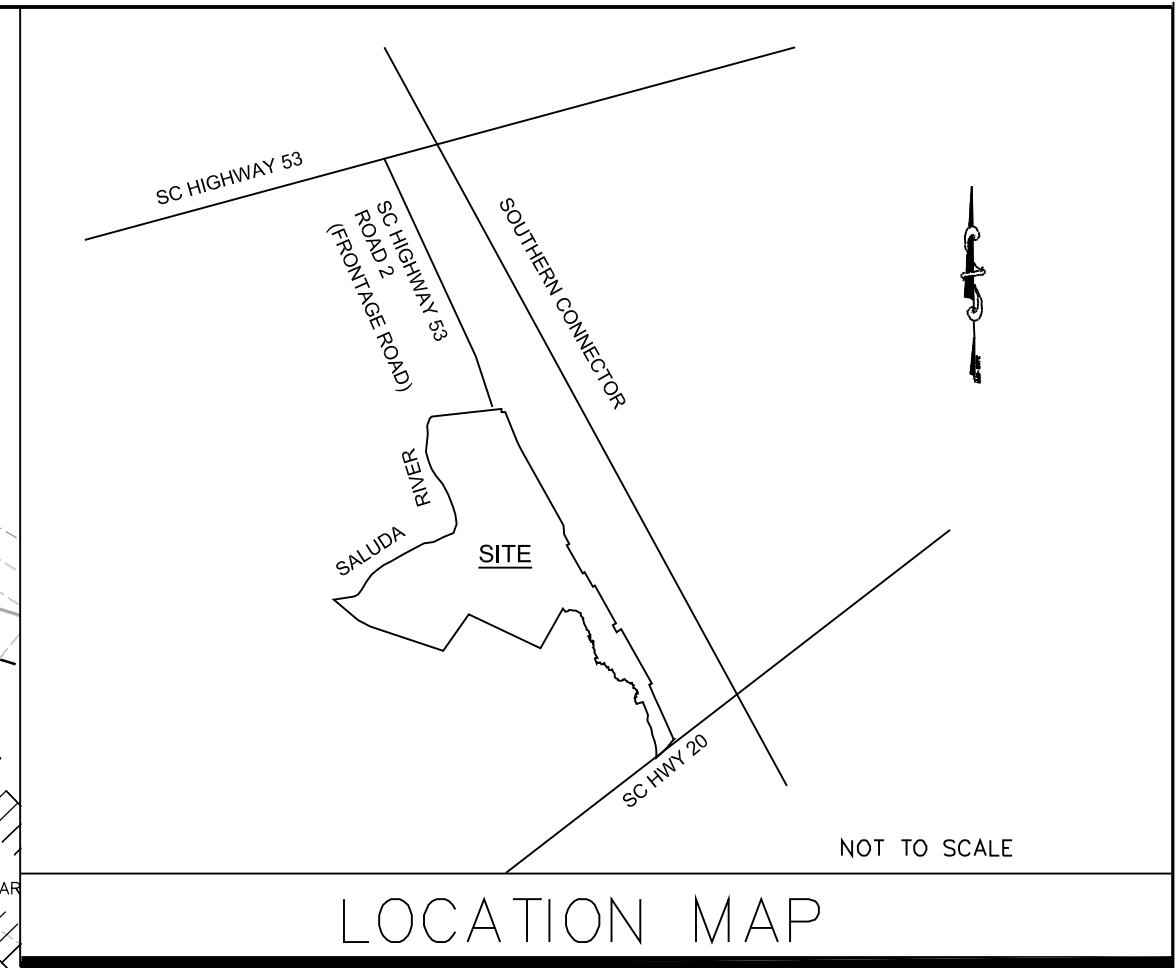 SC HIGHWAY 53
SC HIGHWAY 53
ROAD 2
(FRONTAGE ROAD)
SOUTHERN CONNECTOR
SALUDA
RIVER
SITE
SC HWY 20
NOT TO SCALE
AR
LOCATION MAP